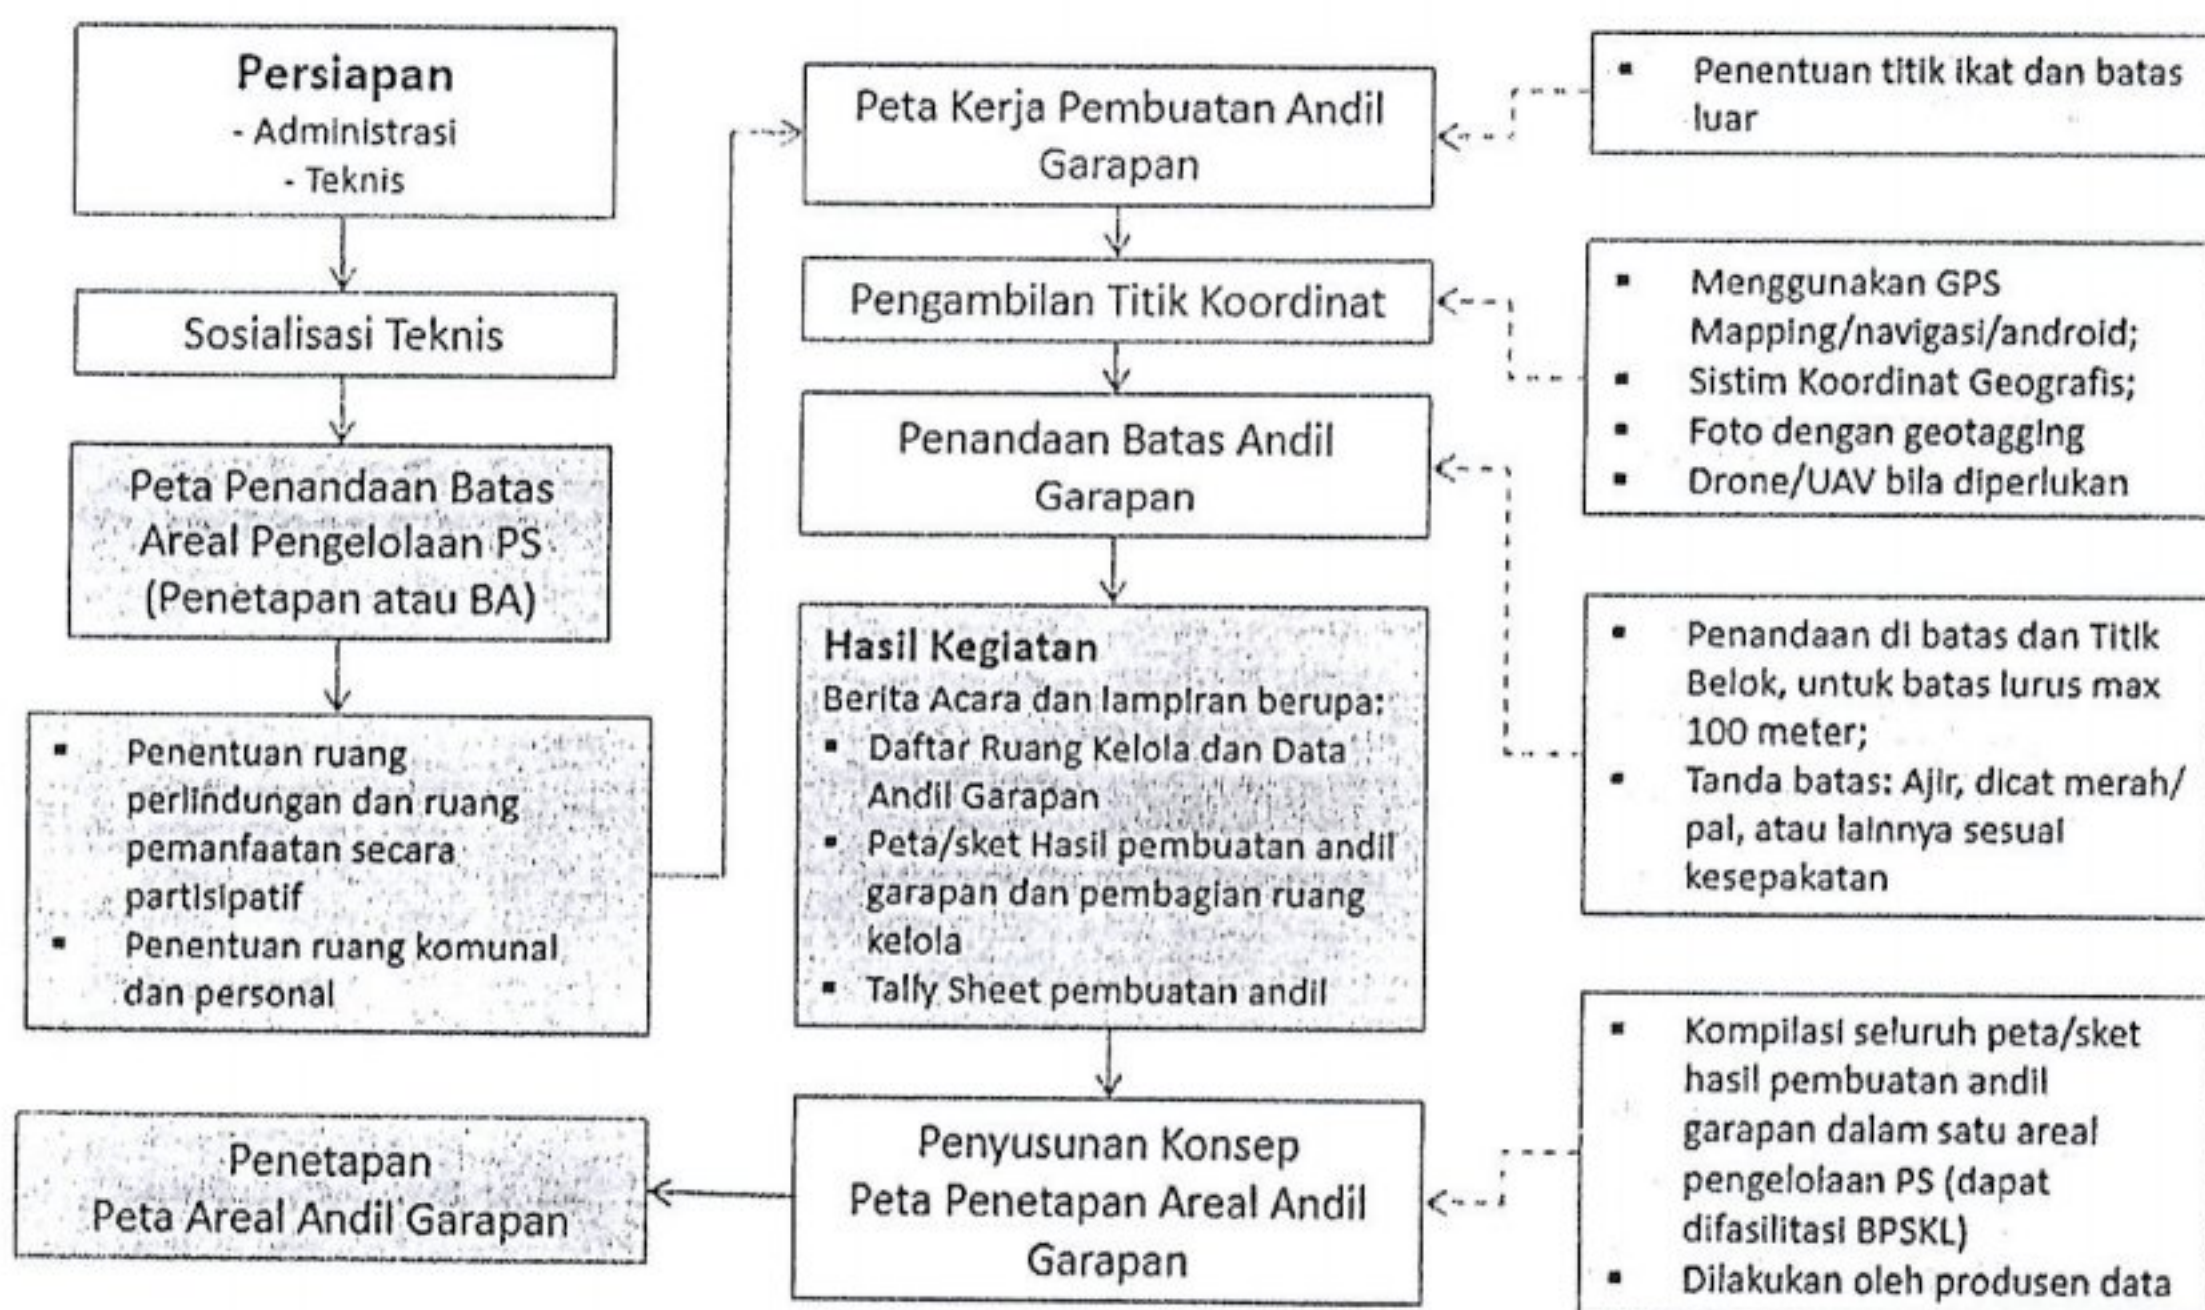 Persiapan
- Administrasi
- Teknis
Sosialisasi Teknis
Peta Penandaan Batas
Areal Pengelolaan PS
(Penetapan atau BA)
▪ Penentuan ruang
perlindungan dan ruang
pemanfaatan secara
partisipatif
▪ Penentuan ruang komunal
dan personal
Peta Kerja Pembuatan Andil
Garapan
Pengambilan Titik Koordinat
Penandaan Batas Andil
Garapan
Hasil Kegiatan
Berita Acara dan lampiran berupa:
▪ Daftar Ruang Kelola dan Data
Andil Garapan
▪ Peta/sket Hasil pembuatan andil
garapan dan pembagian ruang
kelola
▪ Tally Sheet pembuatan andil
Penyusunan Konsep
Peta Penetapan Areal Andil
Garapan
Penetapan
Peta Areal Andil Garapan
▪ Penentuan titik ikat dan batas
luar
▪ Menggunakan GPS
Mapping/navigasi/android;
▪ Sistim Koordinat Geografis;
▪ Foto dengan geotagging
▪ Drone/UAV bila diperlukan
▪ Penandaan di batas dan Titik
Belok, untuk batas lurus max
100 meter;
▪ Tanda batas: Ajir, dicat merah/
pal, atau lainnya sesuai
kesepakatan
▪ Kompilasi seluruh peta/sket
hasil pembuatan andil
garapan dalam satu areal
pengelolaan PS (dapat
difasilitasi BPSKL)
▪ Dilakukan oleh produsen data